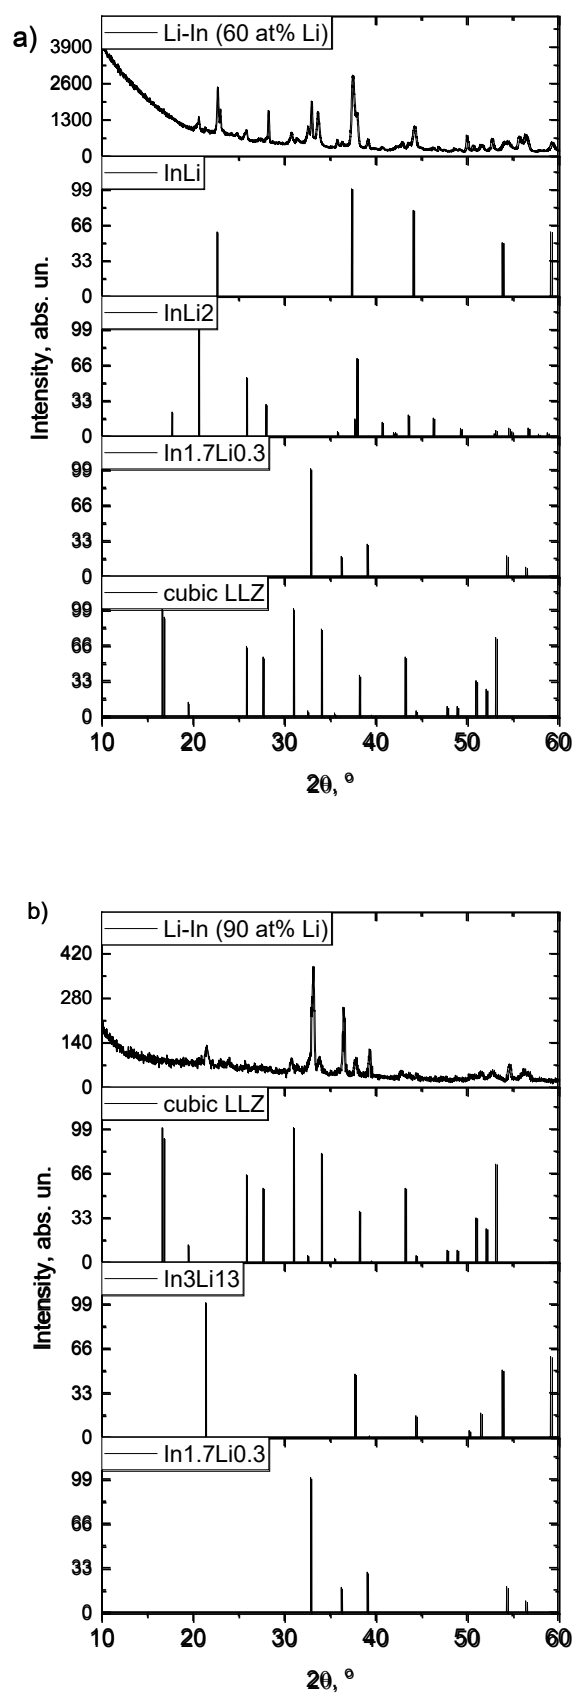 a)
Li-In (60 at% Li)
3900
2600
1300
0
InLi
99
66
33
0
InLi2
99
66
33
0
In1.7Li0.3
99
66
33
0
cubic LLZ
99
66
33
0
10 20 30 40 50 60
2θ, °
Intensity, abs. un.
b)
Li-In (90 at% Li)
420
280
140
0
cubic LLZ
99
66
33
0
In3Li13
99
66
33
0
In1.7Li0.3
99
66
33
0
10 20 30 40 50 60
2θ, °
Intensity, abs. un.